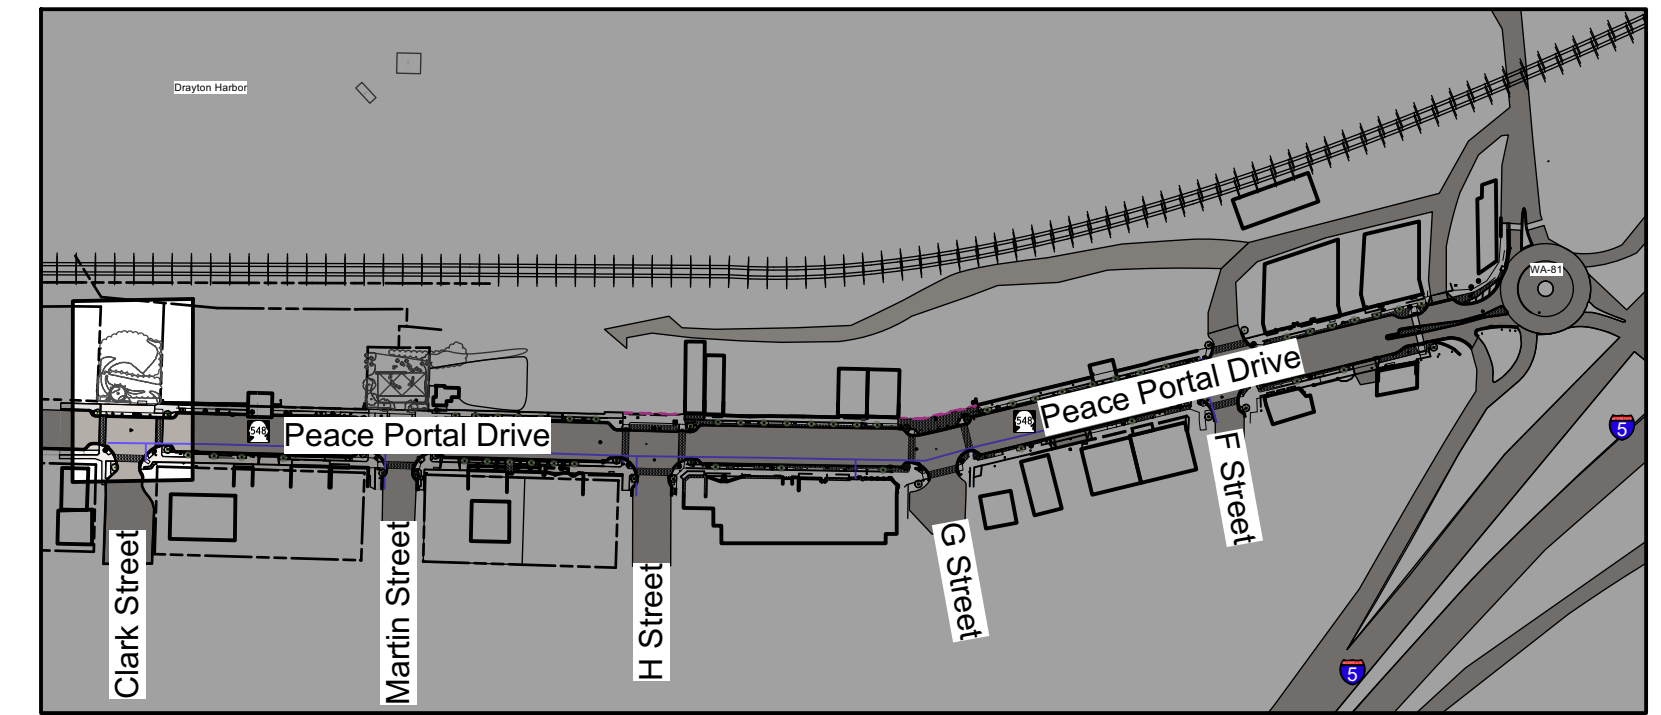 Drayton Harbor
WA-81
Peace Portal Drive
548
548
Peace Portal Drive
5
F Street
G Street
Clark Street
Martin Street
H Street
5